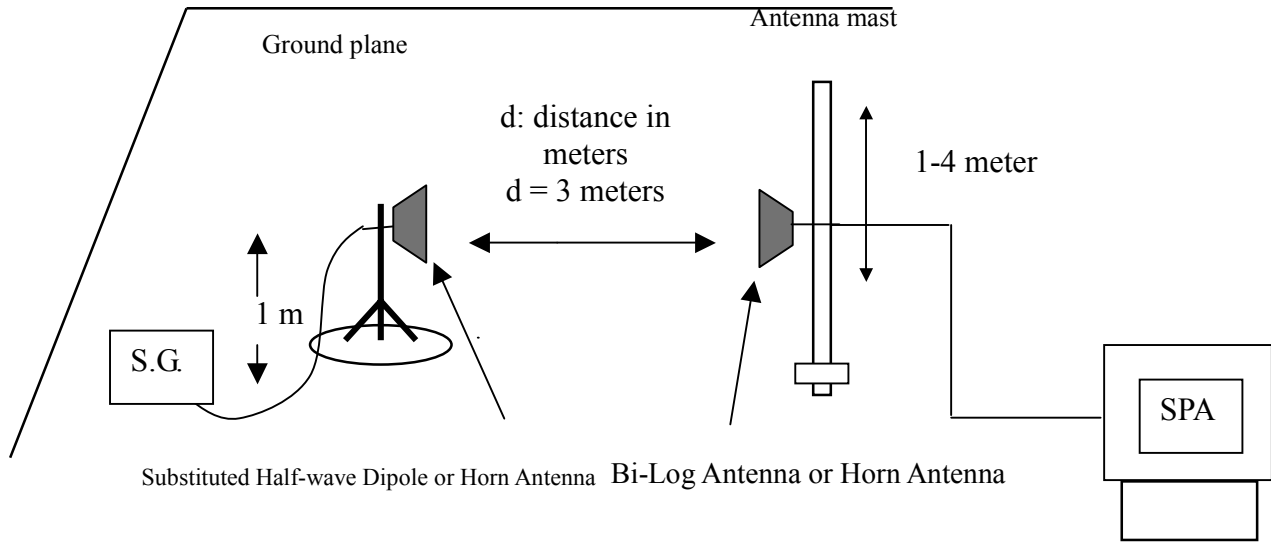 Antenna mast
Ground plane
d: distance in
meters
d = 3 meters
1-4 meter
1 m
S.G.
SPA
Substituted Half-wave Dipole or Horn Antenna
Bi-Log Antenna or Horn Antenna